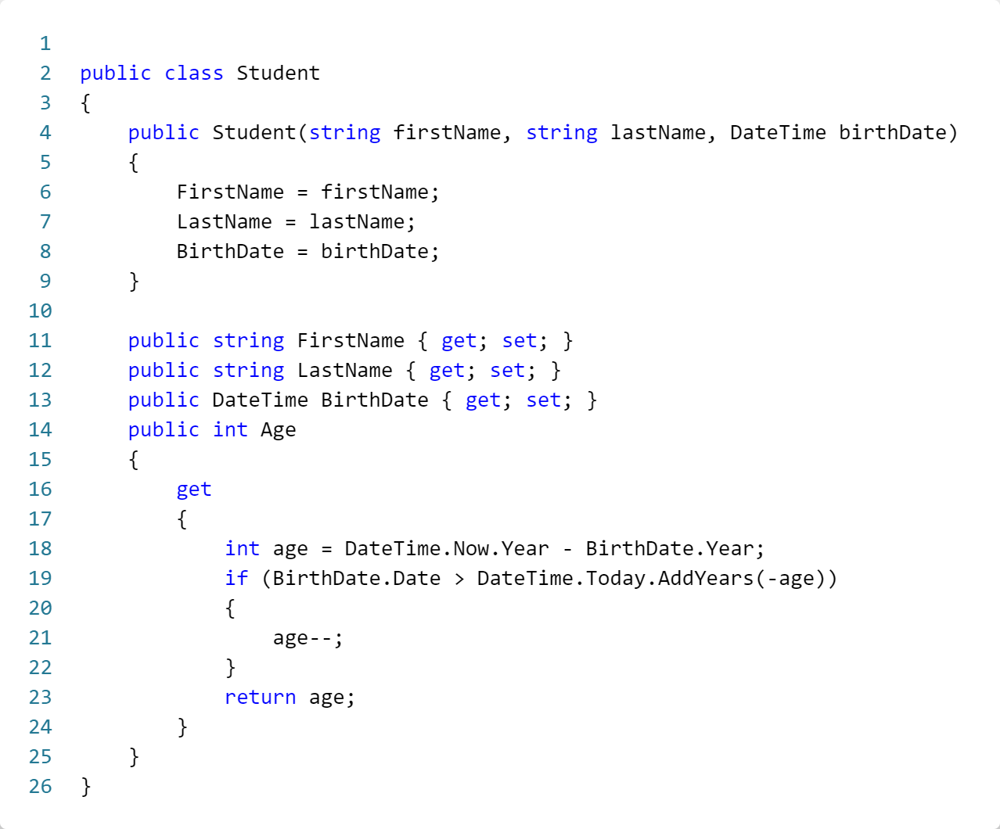 1
2 public class Student
3 {
4     public Student(string firstName, string lastName, DateTime birthDate)
5     {
6         FirstName = firstName;
7         LastName = lastName;
8         BirthDate = birthDate;
9     }
10
11     public string FirstName { get; set; }
12     public string LastName { get; set; }
13     public DateTime BirthDate { get; set; }
14     public int Age
15     {
16         get
17         {
18             int age = DateTime.Now.Year - BirthDate.Year;
19             if (BirthDate.Date > DateTime.Today.AddYears(-age))
20             {
21                 age--;
22             }
23             return age;
24         }
25     }
26 }